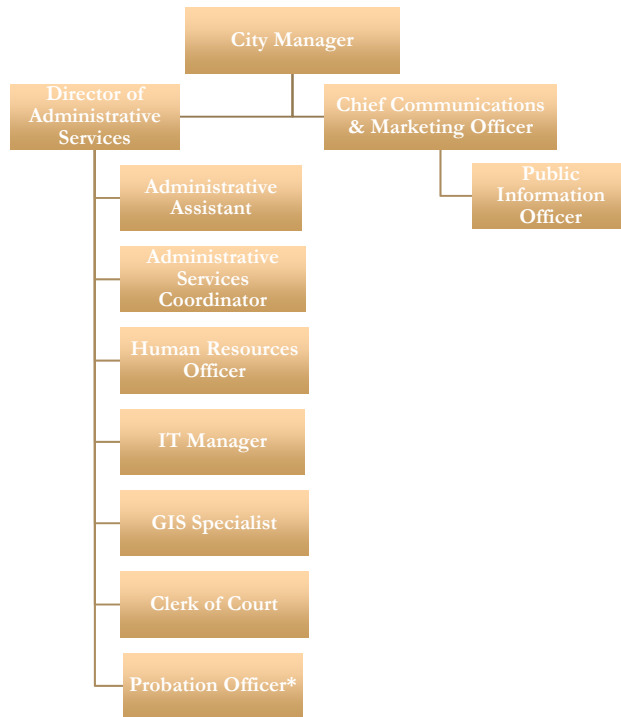 City Manager
Director of
Administrative
Services
Chief Communications
& Marketing Officer
Public
Information
Officer
Administrative
Assistant
Administrative
Services
Coordinator
Human Resources
Officer
IT Manager
GIS Specialist
Clerk of Court
Probation Officer*